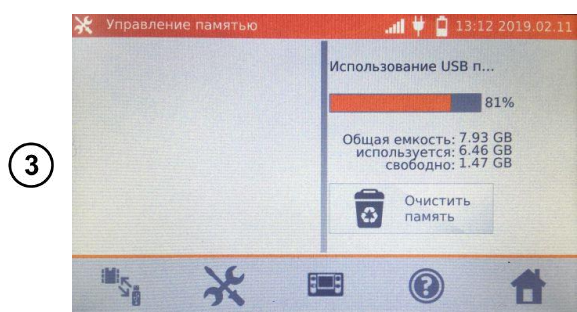 Управление памятью
13:12 2019.02.11
Использование USB п...
81%
Общая емкость: 7.93 GB
используется: 6.46 GB
свободно: 1.47 GB
Очистить
память
3
?